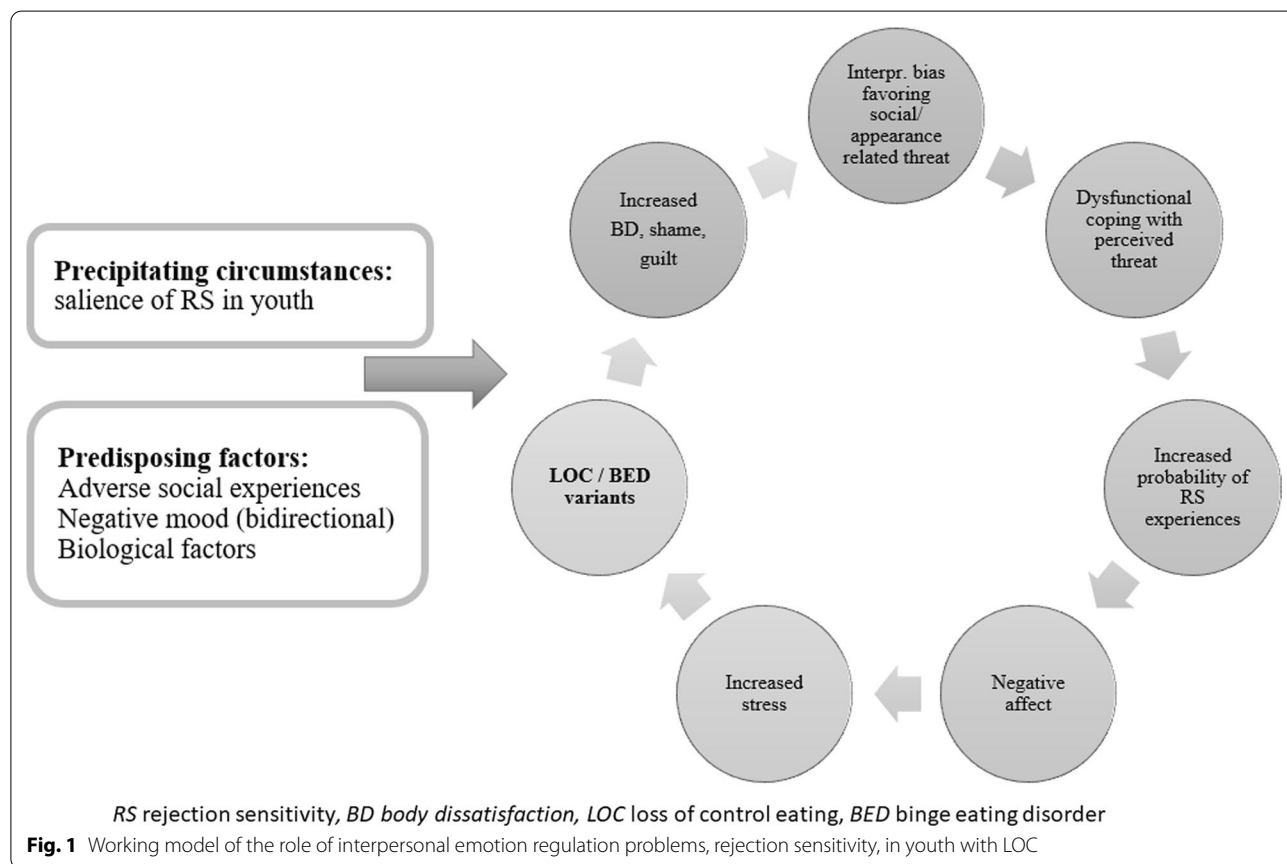 Precipitating circumstances:
salience of RS in youth
Predisposing factors:
Adverse social experiences
Negative mood (bidirectional)
Biological factors
Interpr. bias
favoring
social/
appearance
related threat
Dysfunctional
coping with
perceived
threat
Increased
probability of
RS
experiences
Negative
affect
Increased
stress
LOC / BED
variants
Increased
BD, shame,
guilt
RS rejection sensitivity, BD body dissatisfaction, LOC loss of control eating, BED binge eating disorder
Fig. 1 Working model of the role of interpersonal emotion regulation problems, rejection sensitivity, in youth with LOC